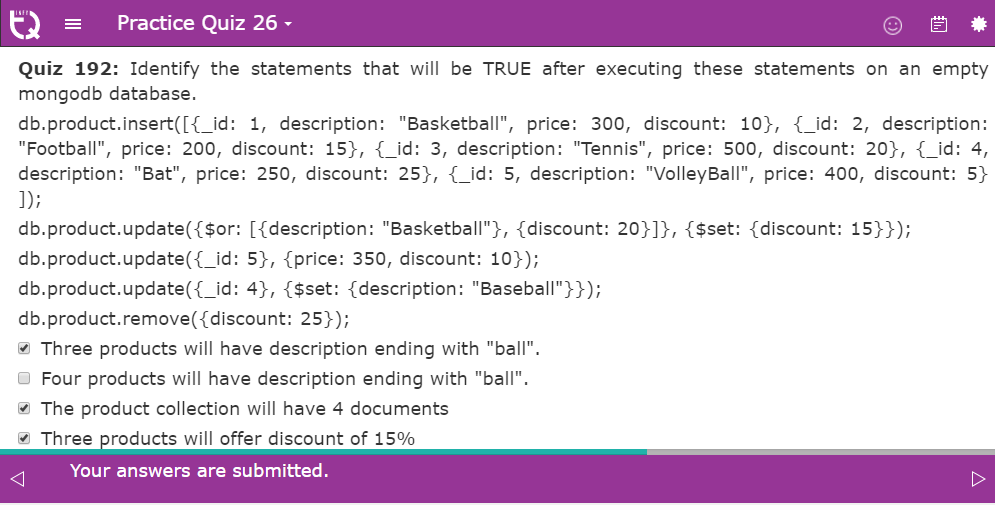 INFY
TQ
Practice Quiz 26
Quiz 192: Identify the statements that will be TRUE after executing these statements on an empty
mongodb database.
db.product.insert([{_id: 1, description: "Basketball", price: 300, discount: 10}, {_id: 2, description:
"Football", price: 200, discount: 15}, {_id: 3, description: "Tennis", price: 500, discount: 20}, {_id: 4,
description: "Bat", price: 250, discount: 25}, {_id: 5, description: "VolleyBall", price: 400, discount: 5}
]);
db.product.update({$or: [{description: "Basketball"}, {discount: 20}]}, {$set: {discount: 15}});
db.product.update({_id: 5}, {price: 350, discount: 10});
db.product.update({_id: 4}, {$set: {description: "Baseball"}});
db.product.remove({discount: 25});
Three products will have description ending with "ball".
Four products will have description ending with "ball".
The product collection will have 4 documents
Three products will offer discount of 15%
Your answers are submitted.